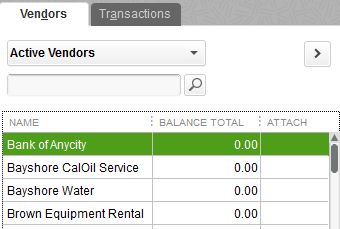 Vendors Transactions
Active Vendors
NAME BALANCE TOTAL ATTACH
Bank of Anycity 0.00
Bayshore CalOil Service 0.00
Bayshore Water 0.00
Brown Equipment Rental 0.00